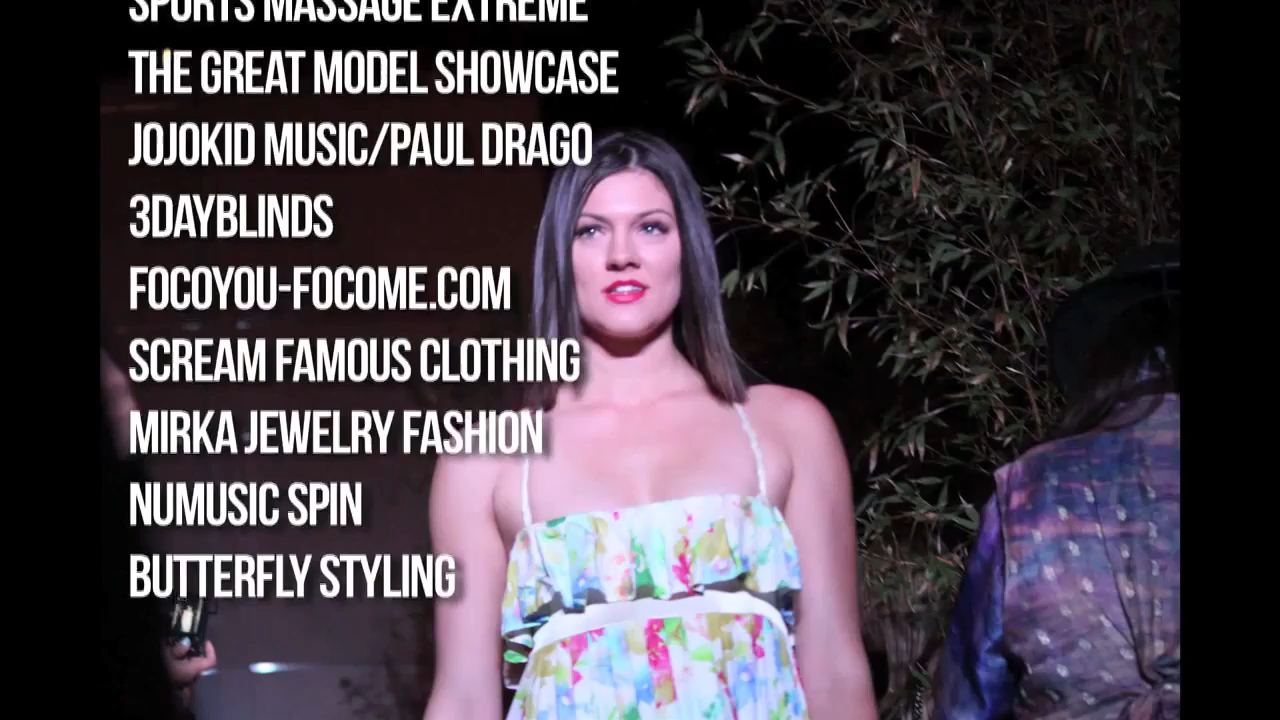 SPORTS MASSAGE EXTREME
THE GREAT MODEL SHOWCASE
JOJOKID MUSIC/PAUL DRAGO
3DAYBLINDS
FOCOYOU-FOCOME.COM
SCREAM FAMOUS CLOTHING
MIRKA JEWELRY FASHION
NUMUSIC SPIN
BUTTERFLY STYLING